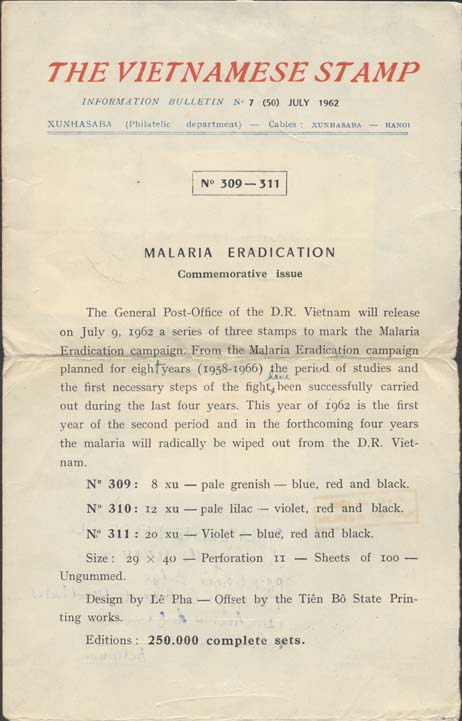 THE VIETNAMESE STAMP
INFORMATION BULLETIN No 7 (50) JULY 1962
XUNHASABA (Philatelic department) — Cables : XUNHASABA — HANOI
No 309 — 311
MALARIA ERADICATION
Commemorative issue
The General Post-Office of the D.R. Vietnam will release
on July 9, 1962 a series of three stamps to mark the Malaria
Eradication campaign. From the Malaria Eradication campaign
planned for eight years (1958-1966) the period of studies and
the first necessary steps of the fight have been successfully carried
out during the last four years. This year of 1962 is the first
year of the second period and in the forthcoming four years
the malaria will radically be wiped out from the D.R. Viet-
nam.
No 309 : 8 xu — pale grenish — blue, red and black.
No 310 : 12 xu — pale lilac — violet, red and black.
No 311 : 20 xu — Violet — blue, red and black.
Size : 29 × 40 — Perforation 11 — Sheets of 100 —
Ungummed.
Design by Lê Pha — Offset by the Tiên Bô State Prin-
ting works.
Editions : 250.000 complete sets.